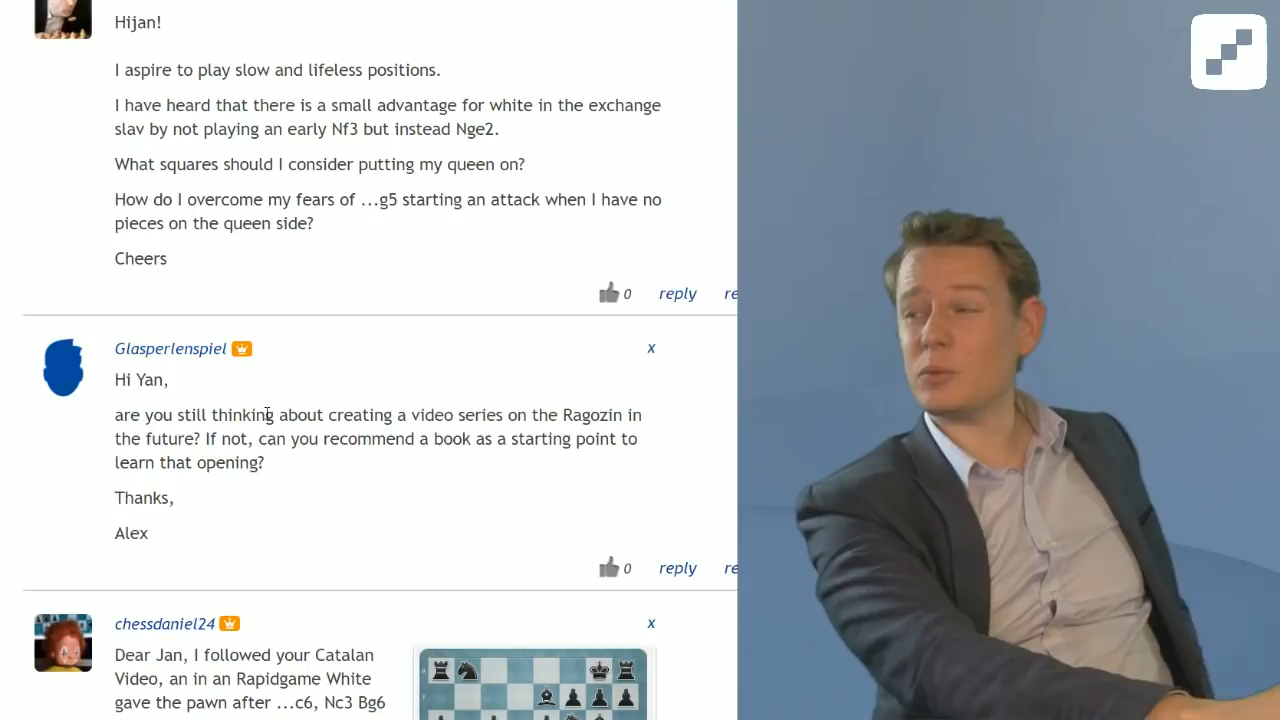 Hijan!
I aspire to play slow and lifeless positions.
I have heard that there is a small advantage for white in the exchange
slav by not playing an early Nf3 but instead Nge2.
What squares should I consider putting my queen on?
How do I overcome my fears of ...g5 starting an attack when I have no
pieces on the queen side?
Cheers
0 reply re
Glasperlenspiel x
Hi Yan,
are you still thinking about creating a video series on the Ragozin in
the future? If not, can you recommend a book as a starting point to
learn that opening?
Thanks,
Alex
0 reply re
chessdaniel24 x
Dear Jan, I followed your Catalan
Video, an in an Rapidgame White
gave the pawn after ...c6, Nc3 Bg6